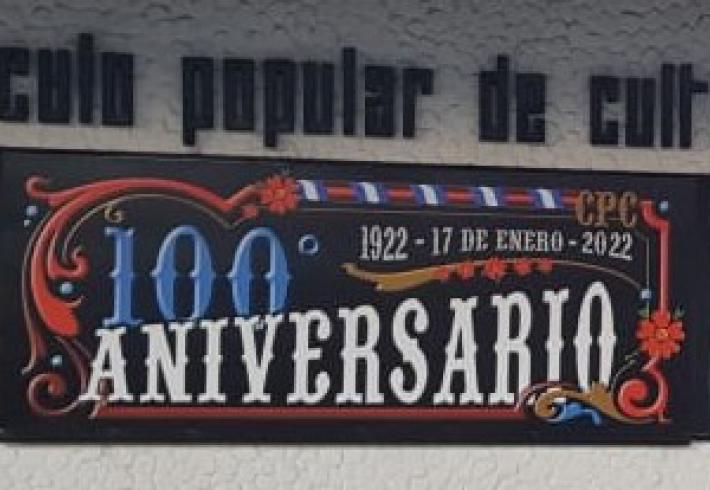 culo popular de cult
CPC
1922 - 17 DE ENERO - 2022
100°
ANIVERSARIO